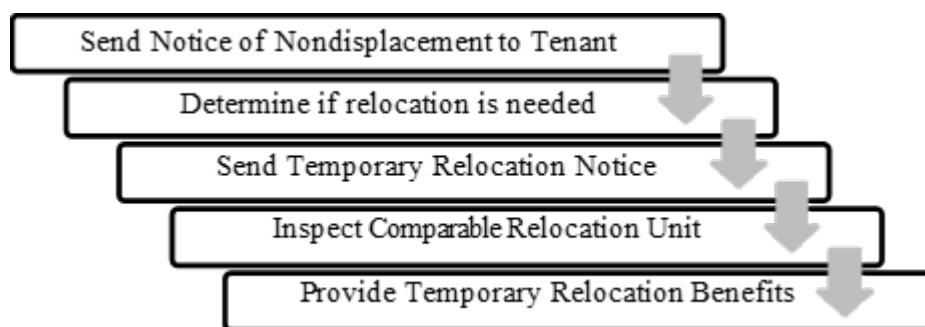 Send Notice of Nondisplacement to Tenant
Determine if relocation is needed
Send Temporary Relocation Notice
Inspect Comparable Relocation Unit
Provide Temporary Relocation Benefits